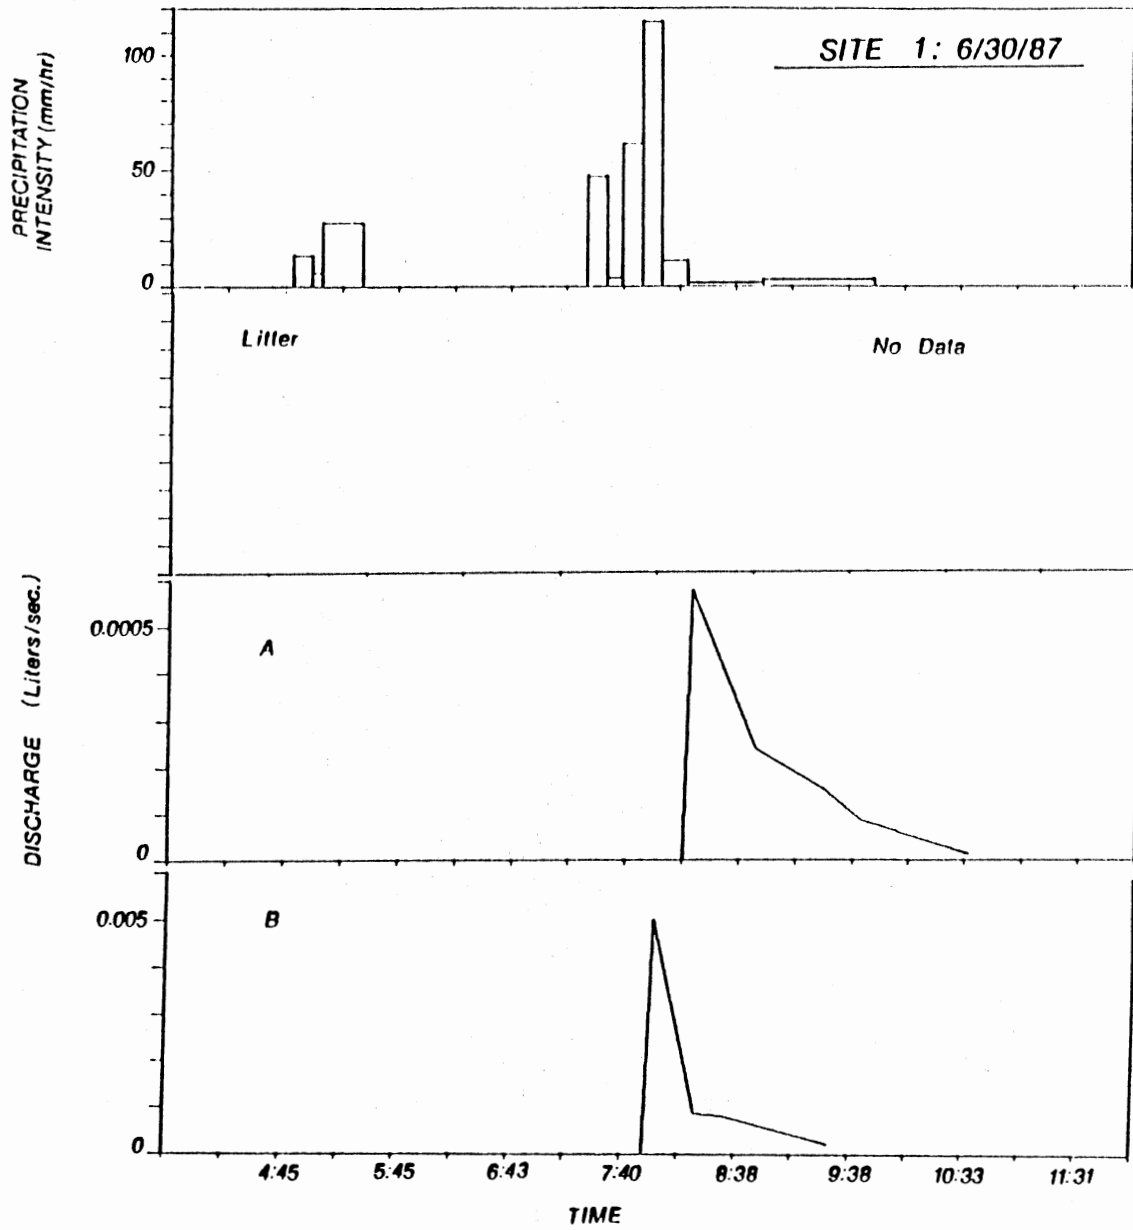 SITE 1: 6/30/87
PRECIPITATION
INTENSITY (mm/hr)
100
50
0
Litter
No Data
DISCHARGE (Liters/sec.)
A
0.0005
0
B
0.005
0
4:45 5:45 6:43 7:40 8:38 9:38 10:33 11:31
TIME